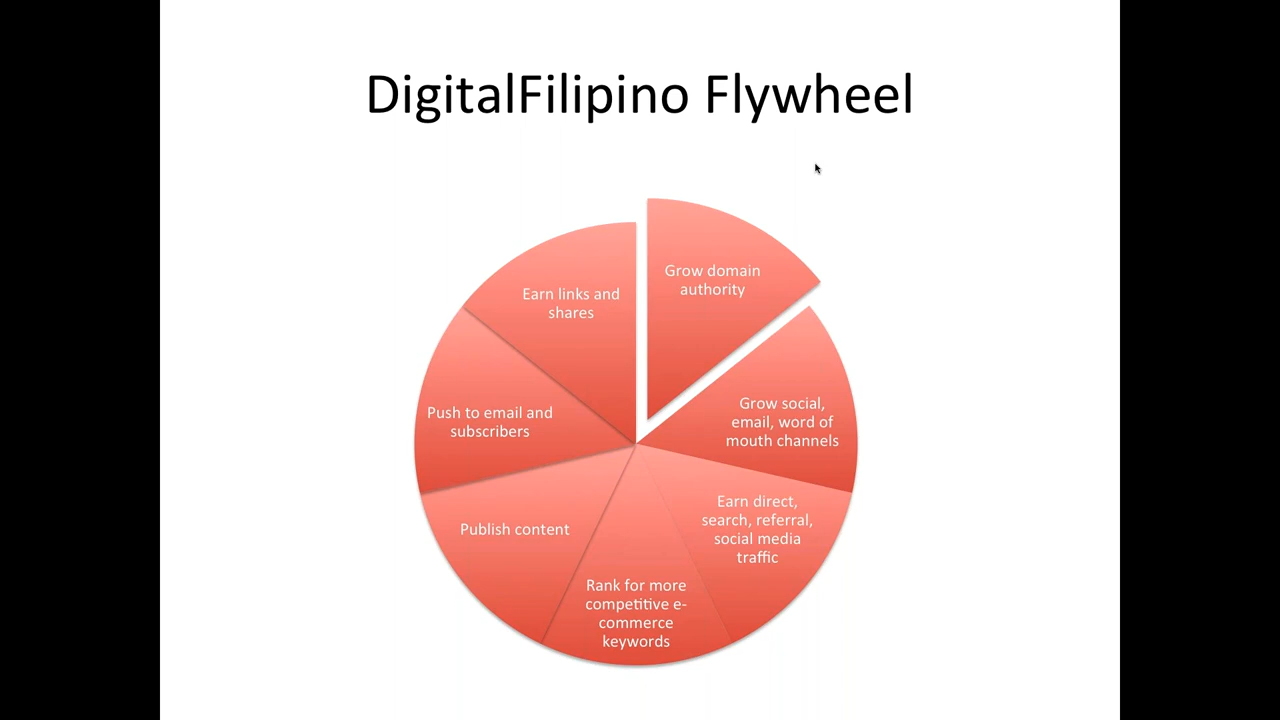 DigitalFilipino Flywheel
Grow domain
authority
Grow social,
email, word of
mouth channels
Earn direct,
search, referral,
social media
traffic
Rank for more
competitive e-
commerce
keywords
Publish content
Push to email and
subscribers
Earn links and
shares